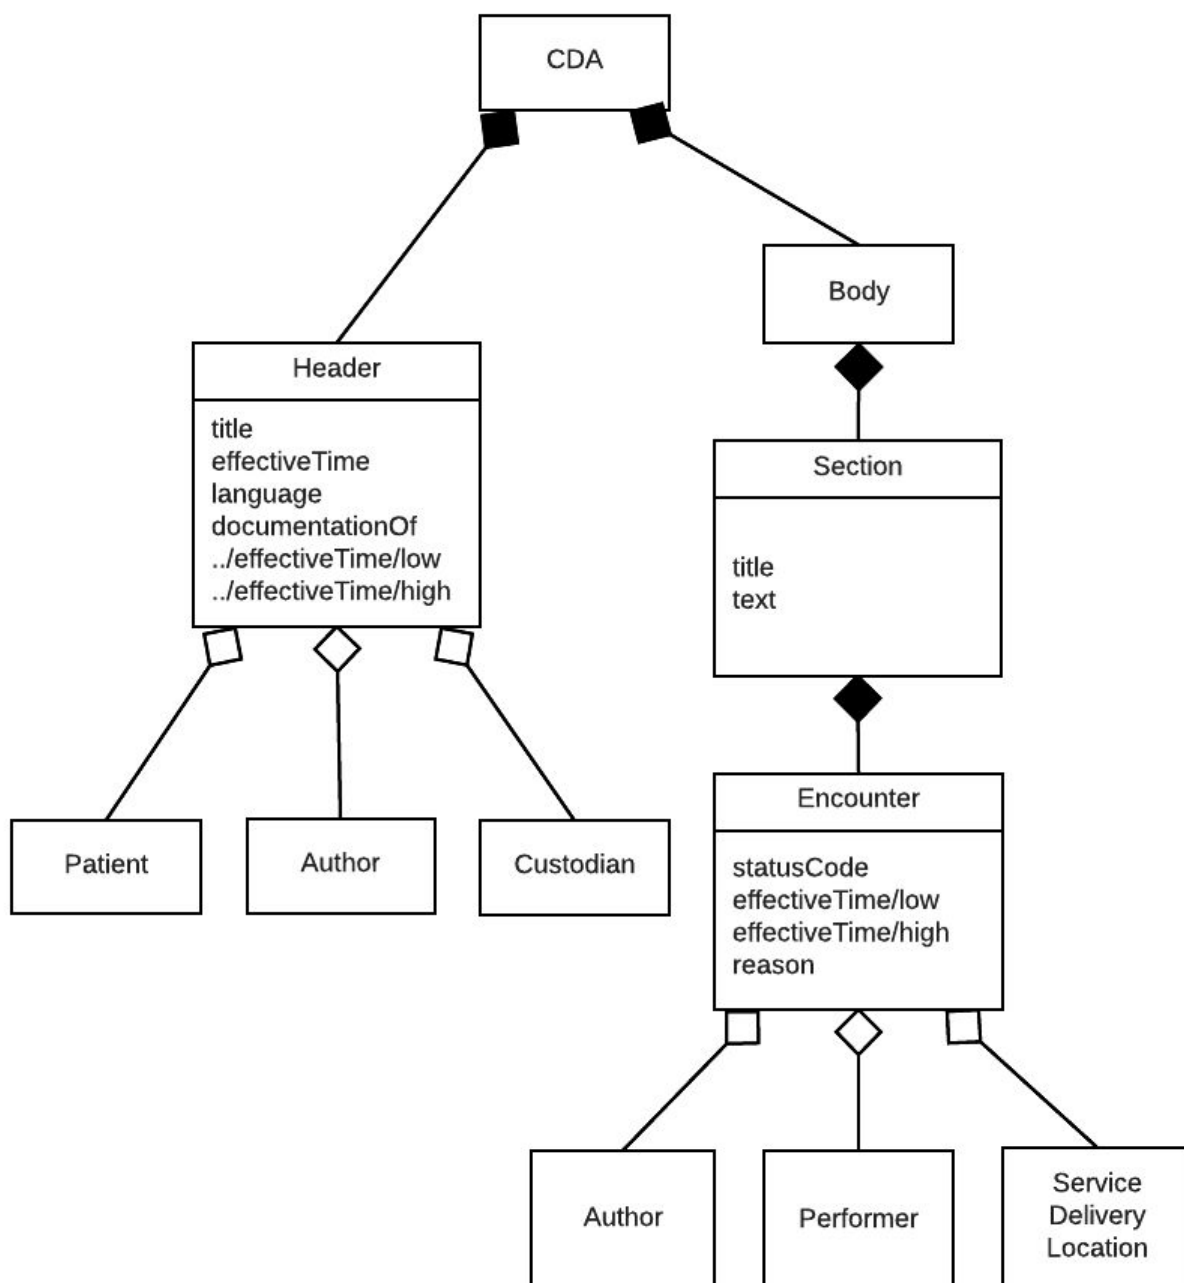 CDA
Body
Header
title
effectiveTime
language
documentationOf
../effectiveTime/low
../effectiveTime/high
Section
title
text
Patient
Author
Custodian
Encounter
statusCode
effectiveTime/low
effectiveTime/high
reason
Author
Performer
Service
Delivery
Location